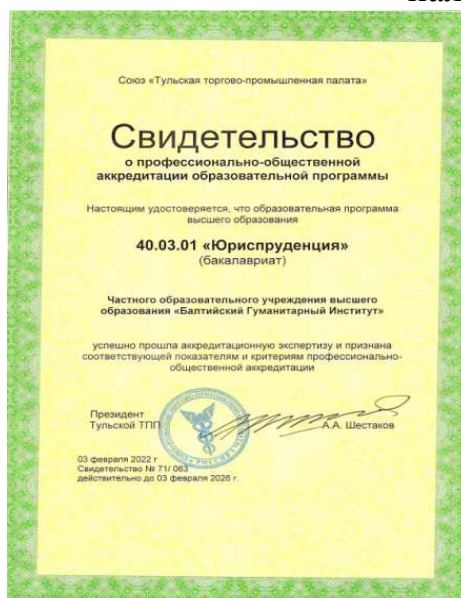 Союз «Тульская торгово-промышленная палата»
Свидетельство
о профессионально-общественной
аккредитации образовательной программы
Настоящим удостоверяется, что образовательная программа
высшего образования
40.03.01 «Юриспруденция»
(бакалавриат)
Частного образовательного учреждения высшего
образования «Балтийский Гуманитарный Институт»
успешно прошла аккредитационную экспертизу и признана
соответствующей показателям и критериям профессионально-
общественной аккредитации
Президент
Тульской ТПП
А.А. Шестаков
03 февраля 2022 г
Свидетельство № 71/ 063
действительно до 03 февраля 2026 г.